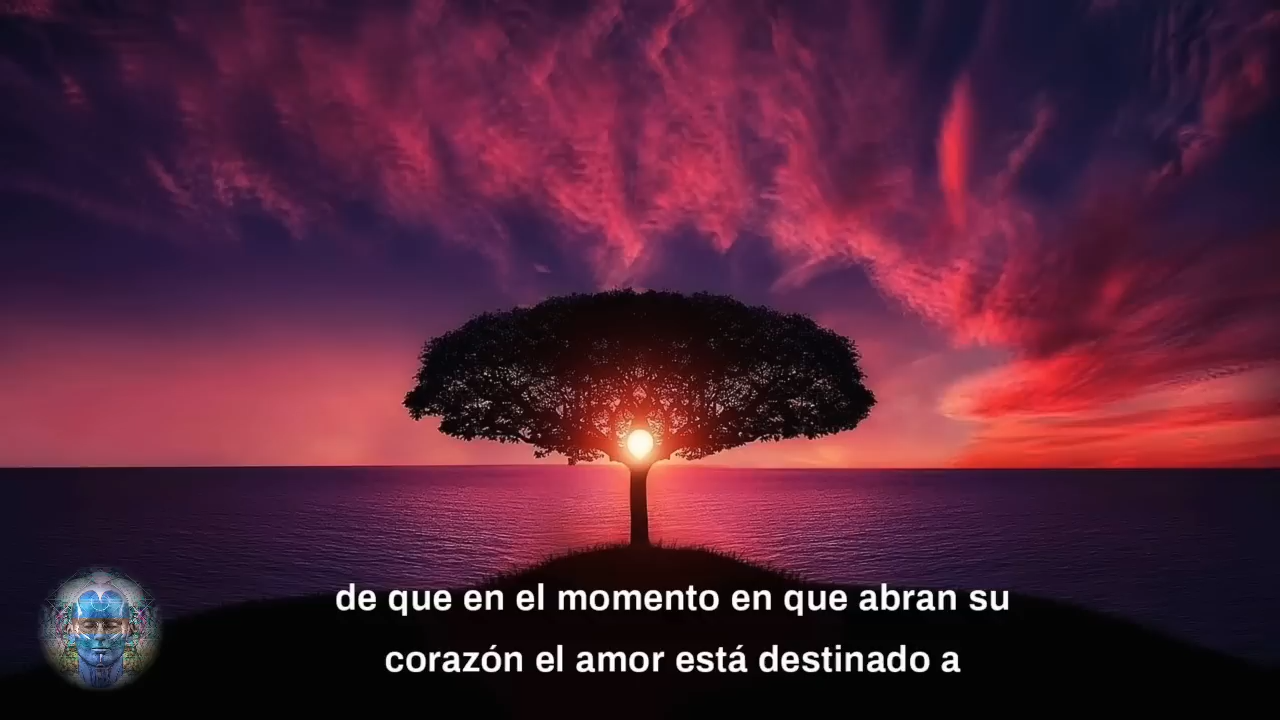 de que en el momento en que abran su
corazón el amor está destinado a